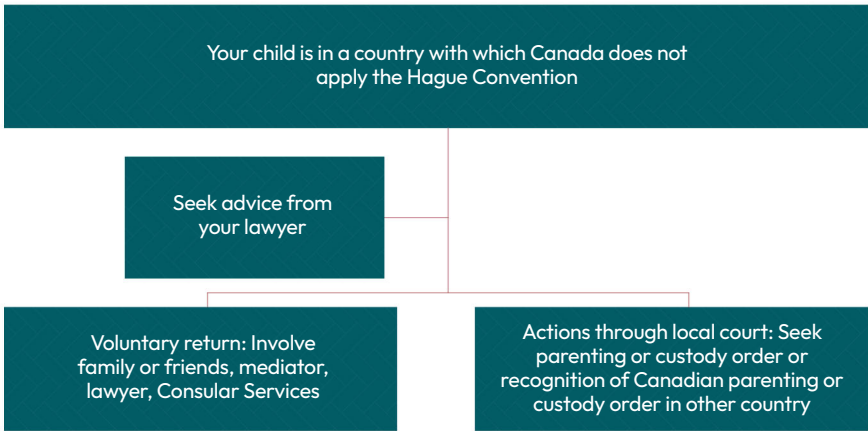 Your child is in a country with which Canada does not
apply the Hague Convention
Seek advice from
your lawyer
Voluntary return: Involve
family or friends, mediator,
lawyer, Consular Services
Actions through local court: Seek
parenting or custody order or
recognition of Canadian parenting or
custody order in other country